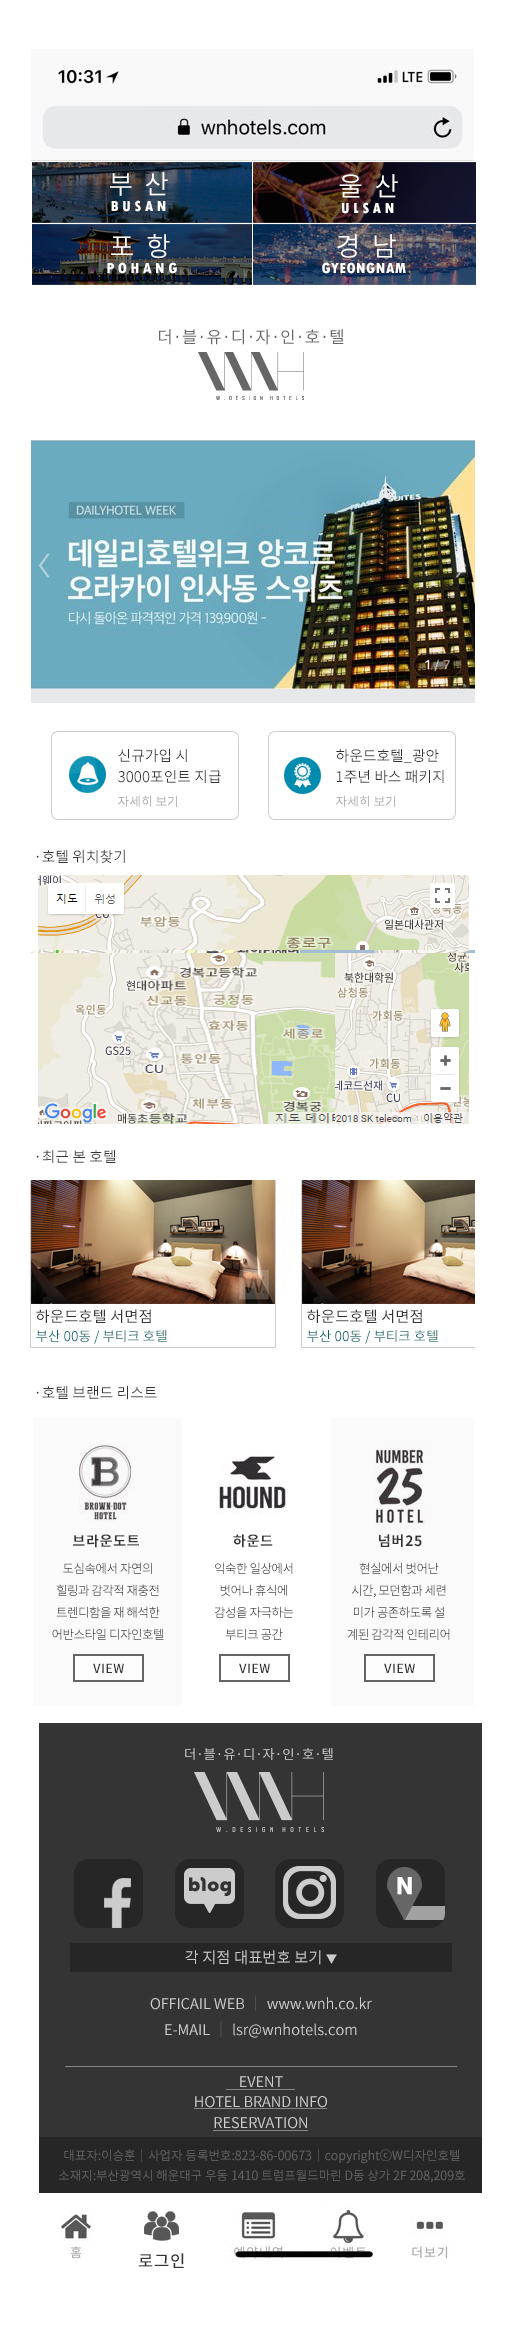 10:31
LTE
wnhotels.com
부산
BUSAN
울산
ULSAN
포항
POHANG
경남
GYEONGNAM
더·블·유·디·자·인·호·텔
WNH
W. DESIGN HOTELS
DAILYHOTEL WEEK
FRASER SUITES
데일리호텔위크 앙코르
오라카이 인사동 스위츠
다시 돌아온 파격적인 가격 139,900원 ~
1 / 7
신규가입 시
3000포인트 지급
자세히 보기
하운드호텔_광안
1주년 바스 패키지
자세히 보기
·호텔 위치찾기
지도
위성
부암동
종로구
일본대사관저
경복고등학교
북한대학원
현대아파트
신교동
궁정동
삼청동
옥인동
효자동
세종로
가회동
GS25
CU
통인동
가회동
네코드선재
CU
체부동
경복궁
Google
매동초등학교
지도 데이
2018 SK telecom
이용약관
·최근 본 호텔
하운드호텔 서면점
부산 00동 / 부티크 호텔
하운드호텔 서면점
부산 00동 / 부티크 호텔
·호텔 브랜드 리스트
B
BROWN-DOT
HOTEL
브라운도트
도심속에서 자연의
힐링과 감각적 재충전
트렌디함을 재 해석한
어반스타일 디자인호텔
VIEW
HOUND
하운드
익숙한 일상에서
벗어나 휴식에
감성을 자극하는
부티크 공간
VIEW
NUMBER
25
HOTEL
넘버25
현실에서 벗어난
시간, 모던함과 세련
미가 공존하도록 설
계된 감각적 인테리어
VIEW
더·블·유·디·자·인·호·텔
WNH
W. DESIGN HOTELS
f
blog
N
각 지점 대표번호 보기 ▼
OFFICAIL WEB | www.wnh.co.kr
E-MAIL | lsr@wnhotels.com
EVENT
HOTEL BRAND INFO
RESERVATION
대표자:이승훈 | 사업자 등록번호:823-86-00673 | copyrightⓒW디자인호텔
소재지:부산광역시 해운대구 우동 1410 트럼프월드마린 D동 상가 2F 208,209호
홈
로그인
예약내역
이벤트
더보기